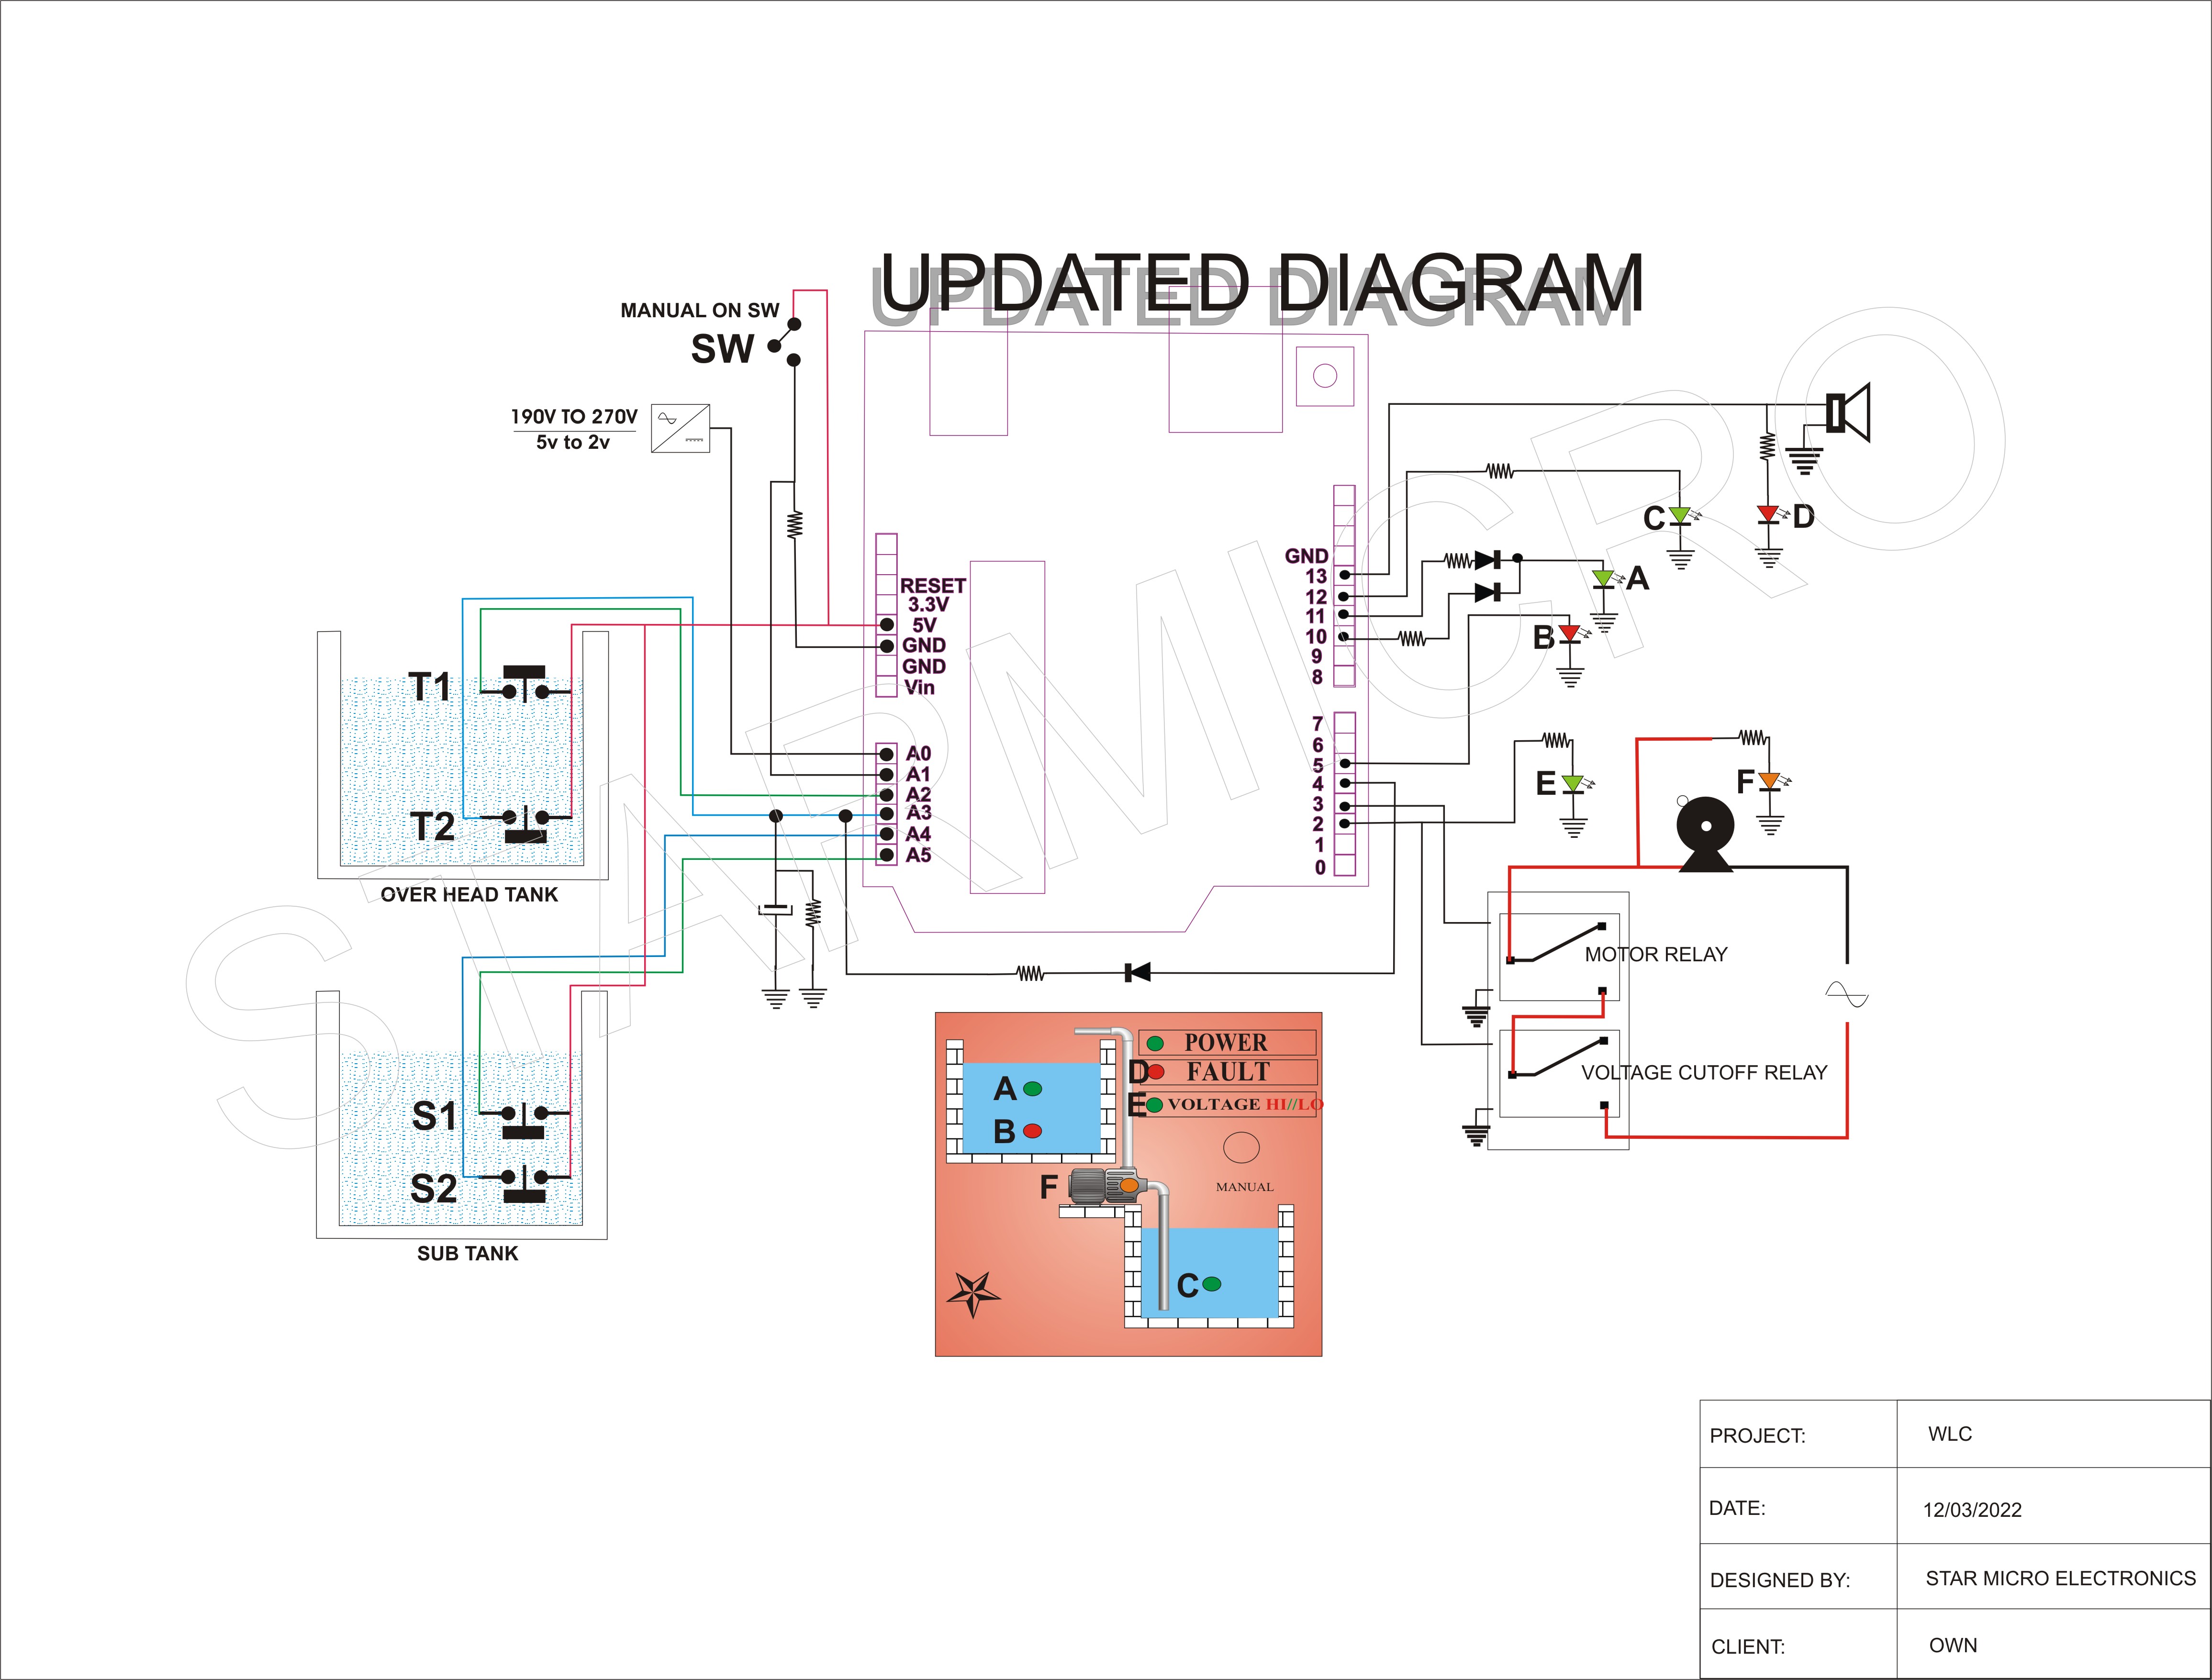 UPDATED DIAGRAM
MANUAL ON SW
SW
190V TO 270V
5v to 2v
RESET
3.3V
5V
GND
GND
Vin
A0
A1
A2
A3
A4
A5
GND
13
12
11
10
9
8
7
6
5
4
3
2
1
0
C
D
A
B
E
F
T1
T2
OVER HEAD TANK
S1
S2
SUB TANK
MOTOR RELAY
VOLTAGE CUTOFF RELAY
POWER
D FAULT
E VOLTAGE HI//LO
A
B
F
MANUAL
C
STARMICRO
PROJECT: WLC
DATE: 12/03/2022
DESIGNED BY: STAR MICRO ELECTRONICS
CLIENT: OWN